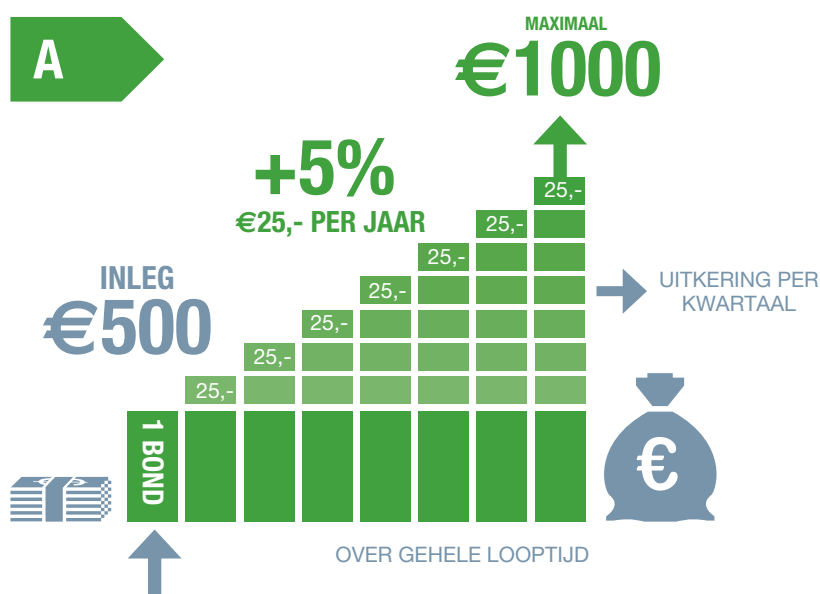 A
MAXIMAAL
€1000
+5%
€25,- PER JAAR
25,-
25,-
25,-
25,-
25,-
25,-
25,-
INLEG
€500
UITKERING PER
KWARTAAL
1 BOND
€
OVER GEHELE LOOPTIJD